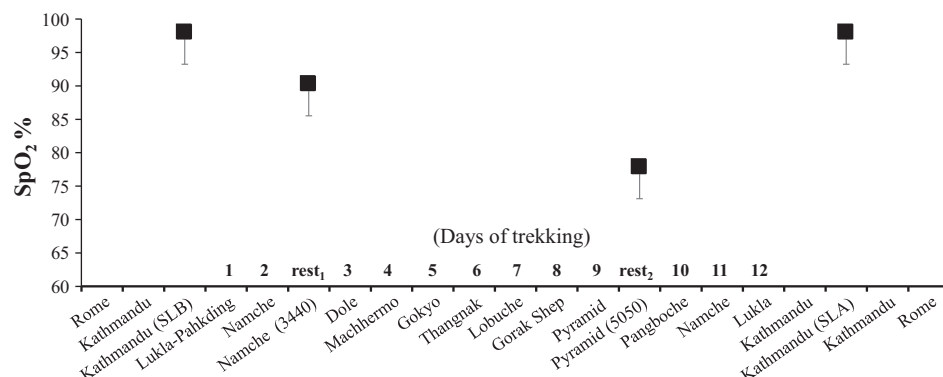 100
95
90
85
80
75
70
65
60
SpO₂ %
(Days of trekking)
1 2 rest₁ 3 4 5 6 7 8 9 rest₂ 10 11 12
Rome
Kathmandu
Kathmandu (SLB)
Lukla-Pahkding
Namche
Namche (3440)
Dole
Machhermo
Gokyo
Thangnak
Lobuche
Gorak Shep
Pyramid
Pyramid (5050)
Pangboche
Namche
Lukla
Kathmandu
Kathmandu (SLA)
Kathmandu
Rome